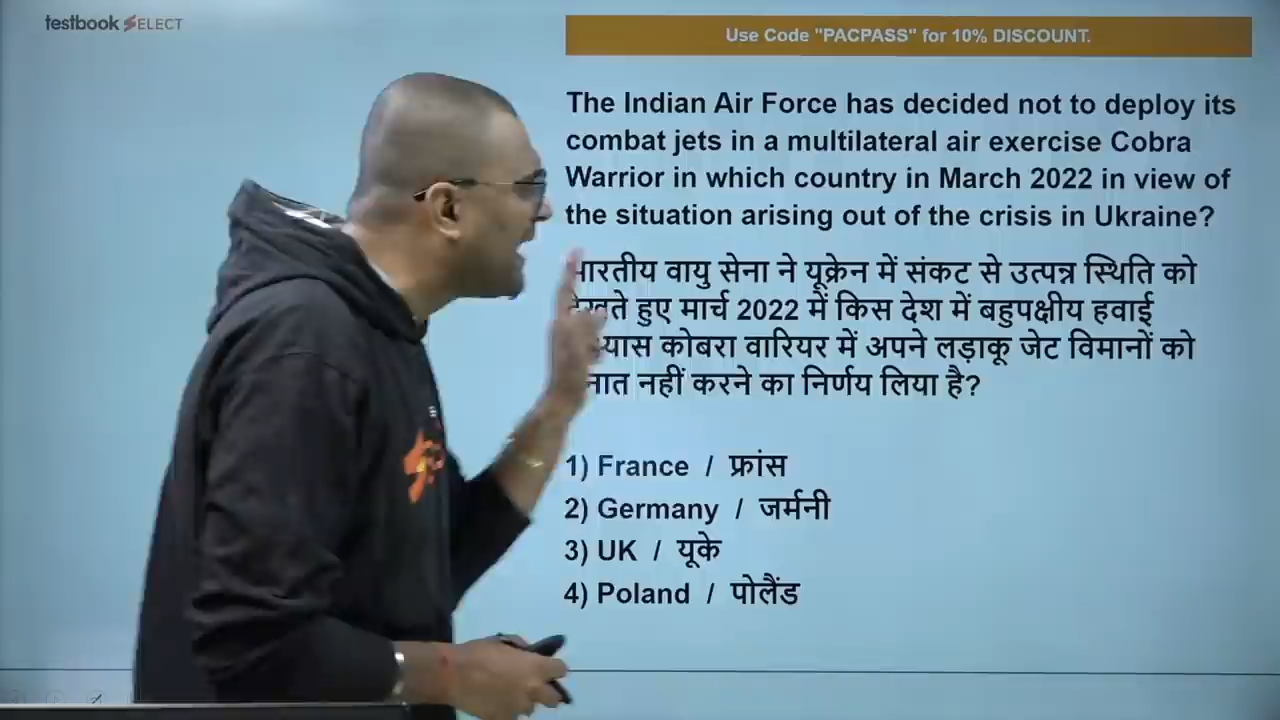 testbook SELECT
Use Code "PACPASS" for 10% DISCOUNT.
The Indian Air Force has decided not to deploy its
combat jets in a multilateral air exercise Cobra
Warrior in which country in March 2022 in view of
the situation arising out of the crisis in Ukraine?
वायु सेना ने यूक्रेन में संकट से उत्पन्न स्थिति को
हुए मार्च 2022 में किस देश में बहुपक्षीय हवाई
कोबरा वारियर में अपने लड़ाकू जेट विमानों को
नहीं करने का निर्णय लिया है?
1) France / फ्रांस
2) Germany / जर्मनी
3) UK / यूके
4) Poland / पोलैंड